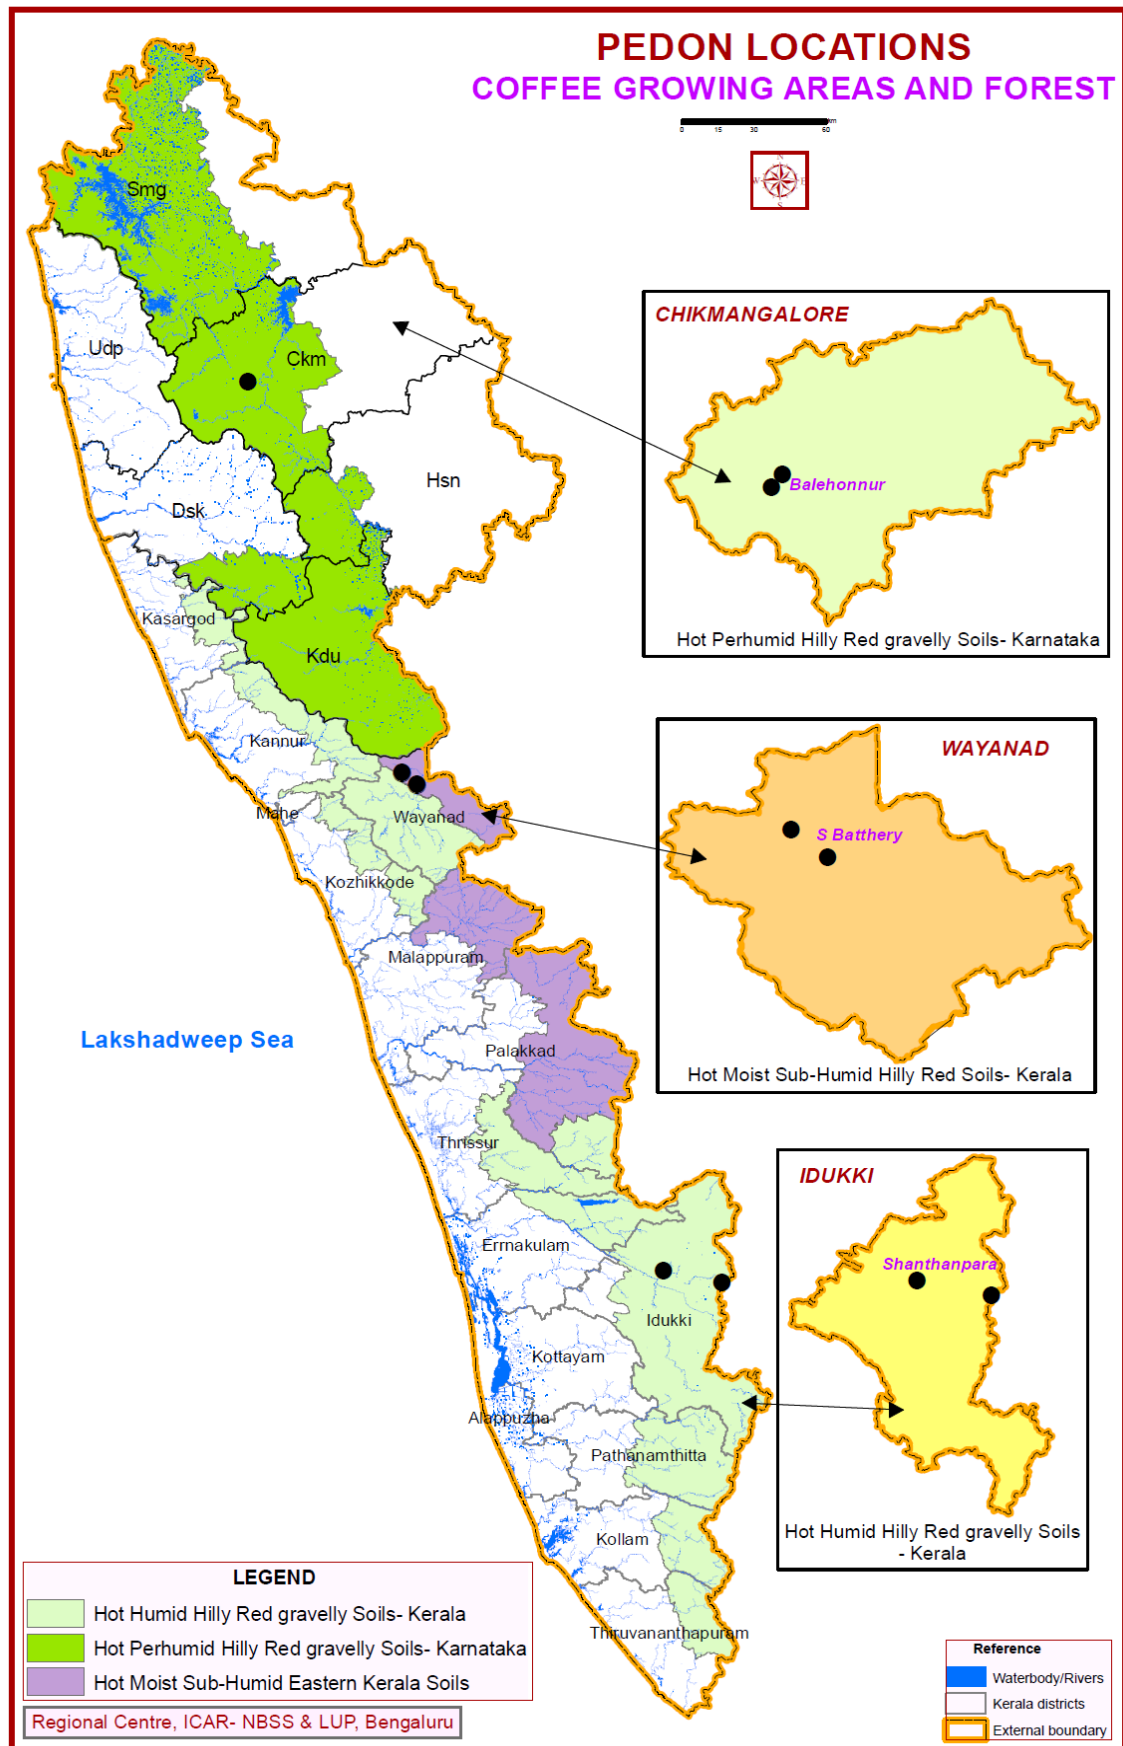 PEDON LOCATIONS
COFFEE GROWING AREAS AND FOREST
km
0 15 30 60
N
W E
S
Smg
Udp
Ckm
Hsn
Dsk
Kasargod
Kdu
Kannur
Mahe
Wayanad
Kozhikkode
Malappuram
Lakshadweep Sea
Palakkad
Thrissur
Errnakulam
Idukki
Kottayam
Alappuzha
Pathanamthitta
Kollam
Thiruvananthapuram
CHIKMANGALORE
Balehonnur
Hot Perhumid Hilly Red gravelly Soils- Karnataka
WAYANAD
S Batthery
Hot Moist Sub-Humid Hilly Red Soils- Kerala
IDUKKI
Shanthanpara
Hot Humid Hilly Red gravelly Soils
- Kerala
LEGEND
Hot Humid Hilly Red gravelly Soils- Kerala
Hot Perhumid Hilly Red gravelly Soils- Karnataka
Hot Moist Sub-Humid Eastern Kerala Soils
Regional Centre, ICAR- NBSS & LUP, Bengaluru
Reference
Waterbody/Rivers
Kerala districts
External boundary